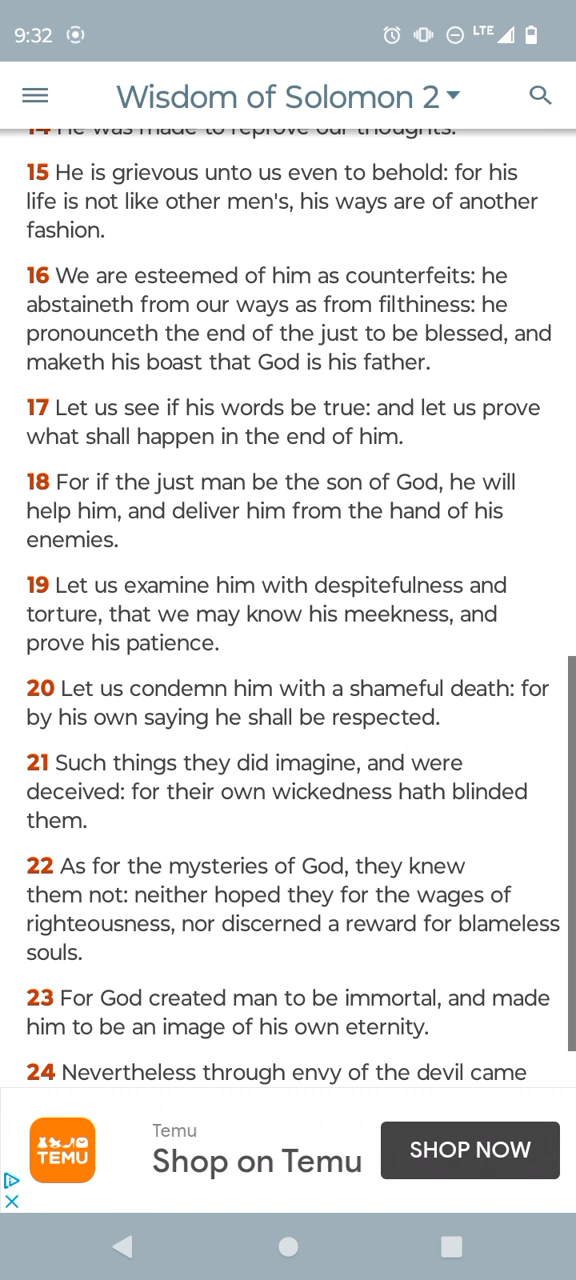 9:32
LTE
Wisdom of Solomon 2
14 He was made to reprove our thoughts.
15 He is grievous unto us even to behold: for his
life is not like other men's, his ways are of another
fashion.
16 We are esteemed of him as counterfeits: he
abstaineth from our ways as from filthiness: he
pronounceth the end of the just to be blessed, and
maketh his boast that God is his father.
17 Let us see if his words be true: and let us prove
what shall happen in the end of him.
18 For if the just man be the son of God, he will
help him, and deliver him from the hand of his
enemies.
19 Let us examine him with despitefulness and
torture, that we may know his meekness, and
prove his patience.
20 Let us condemn him with a shameful death: for
by his own saying he shall be respected.
21 Such things they did imagine, and were
deceived: for their own wickedness hath blinded
them.
22 As for the mysteries of God, they knew
them not: neither hoped they for the wages of
righteousness, nor discerned a reward for blameless
souls.
23 For God created man to be immortal, and made
him to be an image of his own eternity.
24 Nevertheless through envy of the devil came
TEMU
Temu
Shop on Temu
SHOP NOW